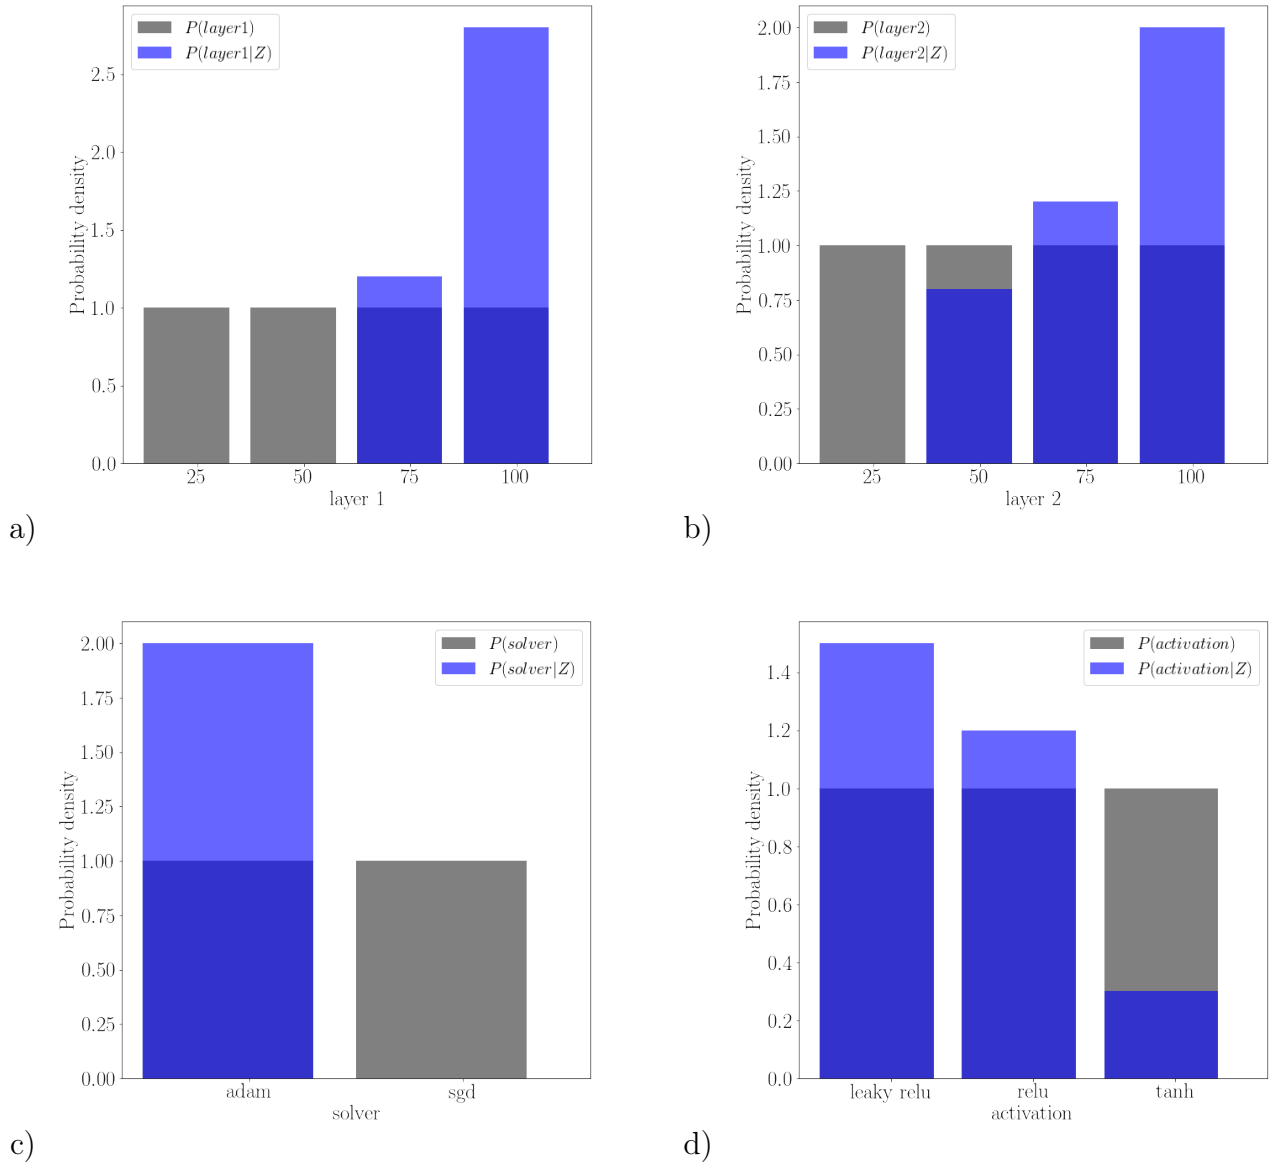 P(layer1)
P(layer1|Z)
2.5
2.0
1.5
1.0
0.5
0.0
Probability density
25 50 75 100
layer 1
a)
P(layer2)
P(layer2|Z)
2.00
1.75
1.50
1.25
1.00
0.75
0.50
0.25
0.00
Probability density
25 50 75 100
layer 2
b)
P(solver)
P(solver|Z)
2.00
1.75
1.50
1.25
1.00
0.75
0.50
0.25
0.00
Probability density
adam sgd
solver
c)
P(activation)
P(activation|Z)
1.4
1.2
1.0
0.8
0.6
0.4
0.2
0.0
Probability density
leaky relu relu tanh
activation
d)